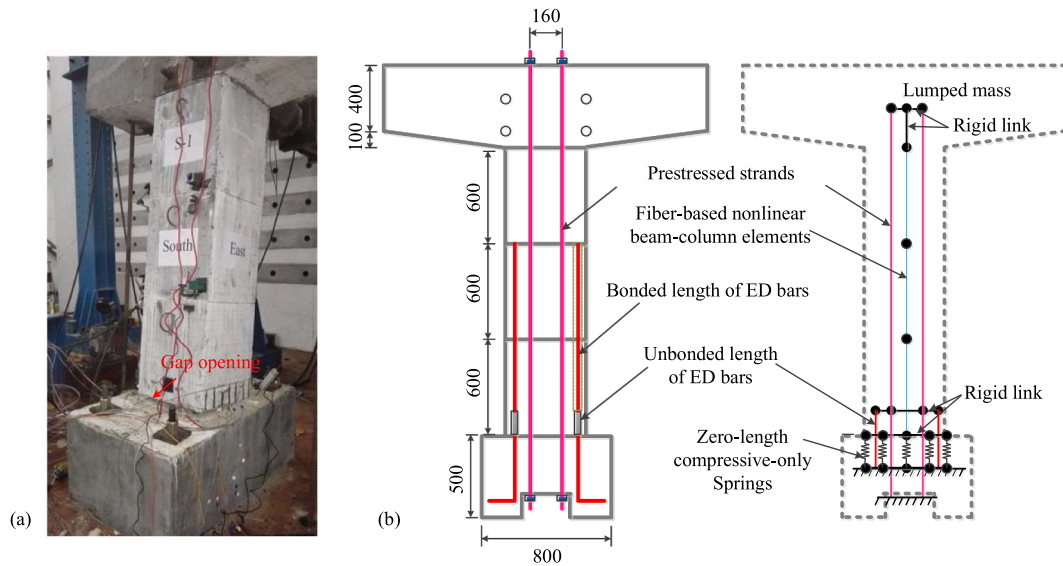 S-1
South
East
Gap opening
(a)
160
400
100
600
600
600
500
800
(b)
Lumped mass
Rigid link
Prestressed strands
Fiber-based nonlinear
beam-column elements
Bonded length of ED bars
Unbonded length
of ED bars
Rigid link
Zero-length
compressive-only
Springs